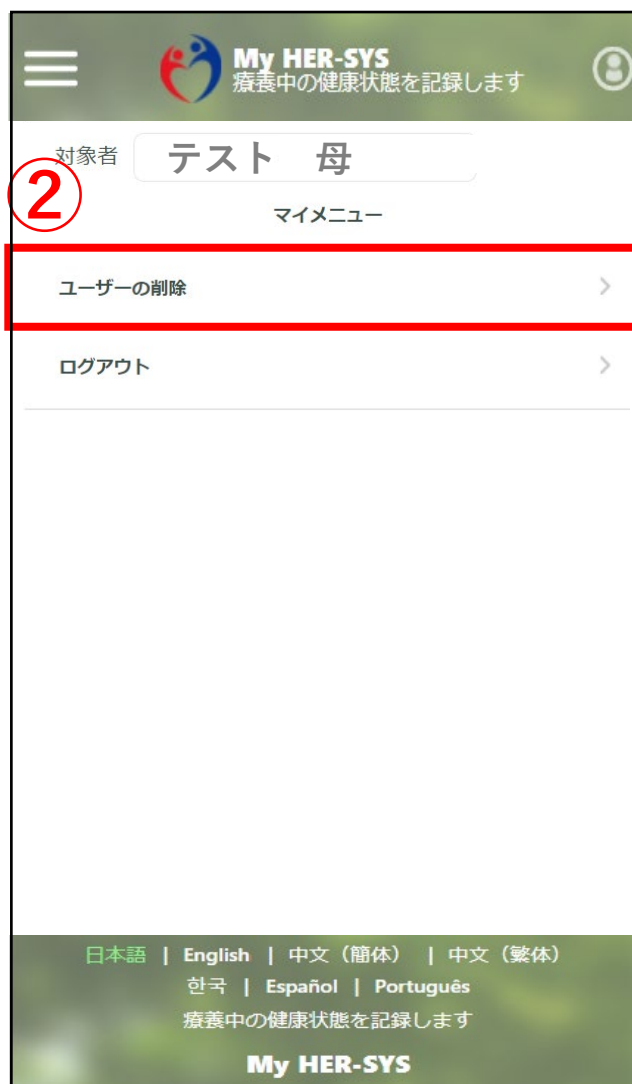 My HER-SYS
療養中の健康状態を記録します
対象者 テスト 母
②
マイメニュー
ユーザーの削除
ログアウト
日本語 | English | 中文（簡体） | 中文（繁体）
한국 | Español | Português
療養中の健康状態を記録します
My HER-SYS